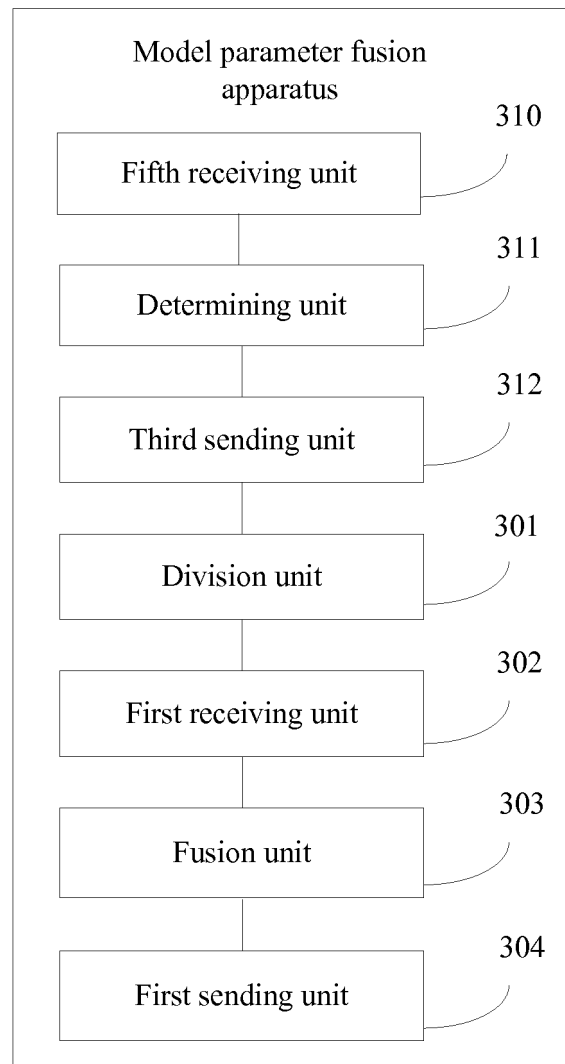 Model parameter fusion
apparatus
310
Fifth receiving unit
311
Determining unit
312
Third sending unit
301
Division unit
302
First receiving unit
303
Fusion unit
304
First sending unit